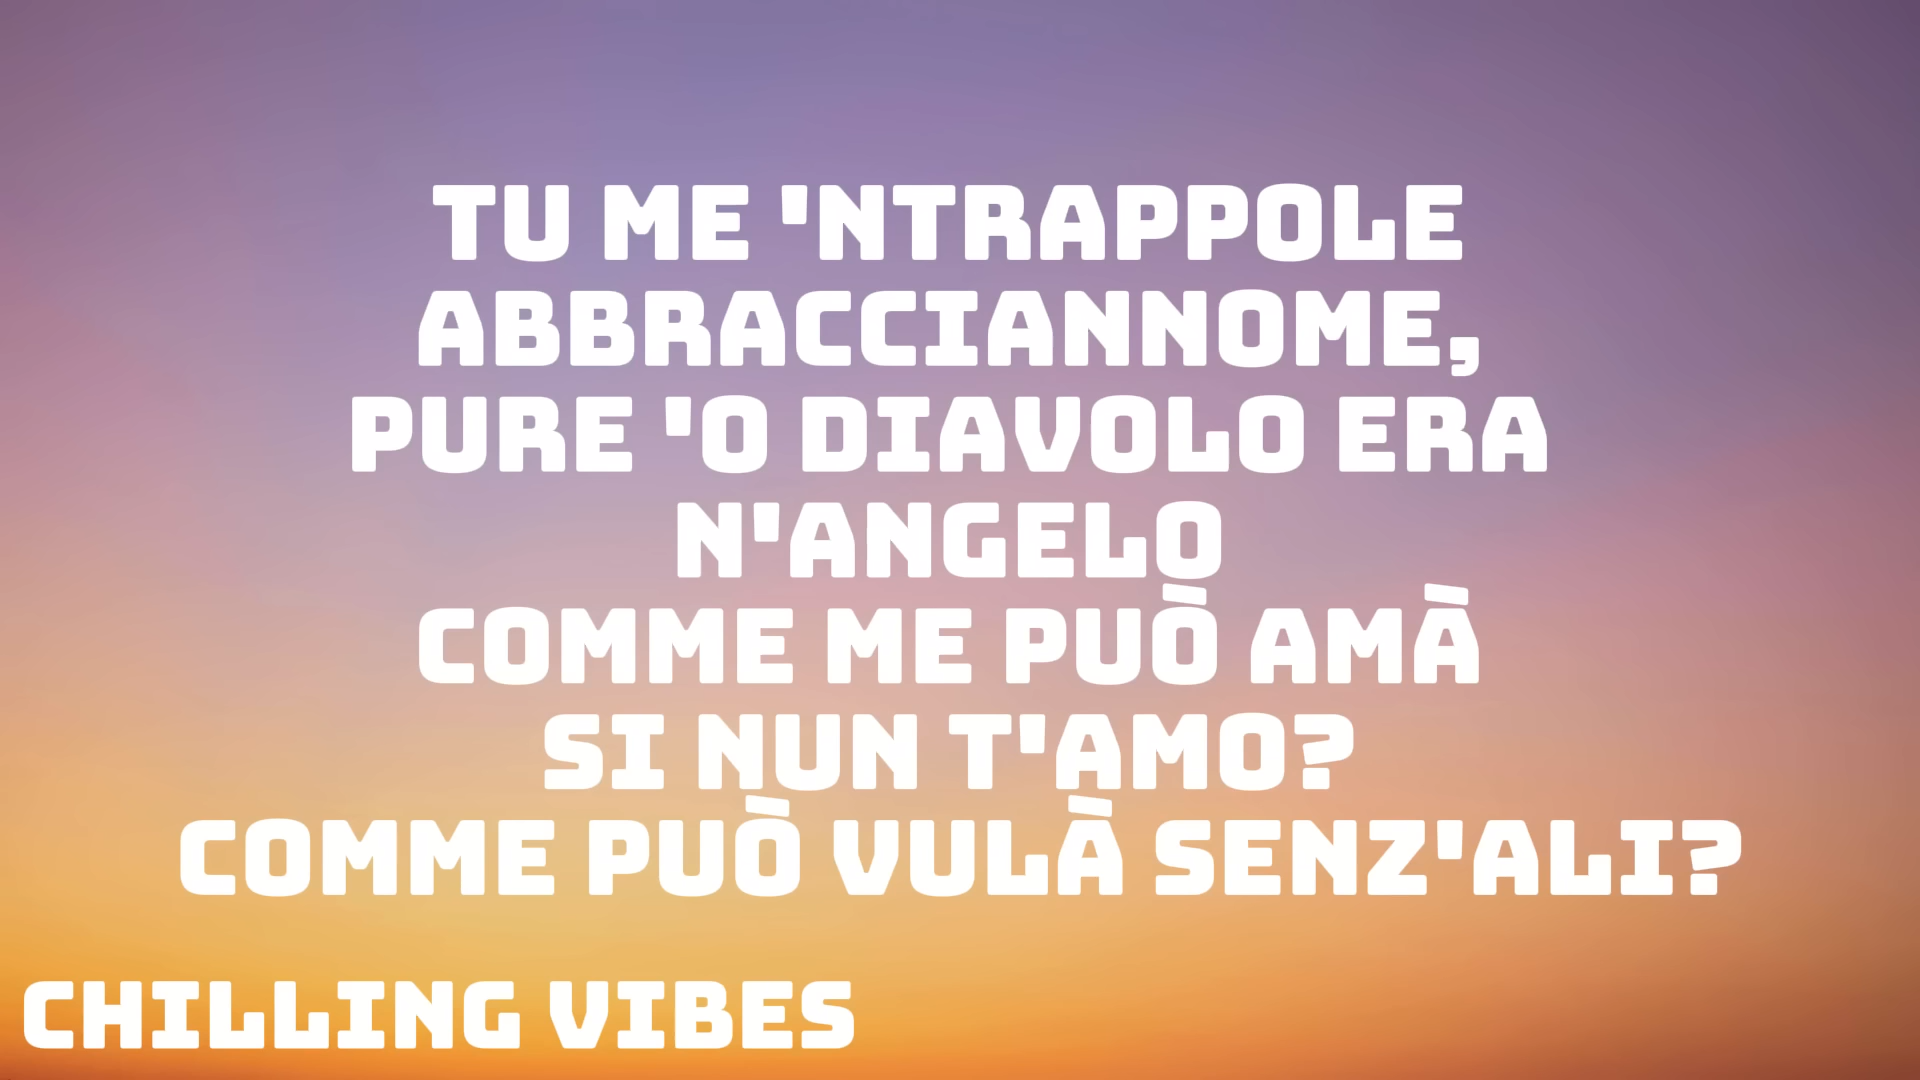 TU ME 'NTRAPPOLE
ABBRACCIANNOME,
PURE 'O DIAVOLO ERA
N'ANGELO
COMME ME PUÒ AMÀ
SI NUN T'AMO?
COMME PUÒ VULÀ SENZ'ALI?
CHILLING VIBES